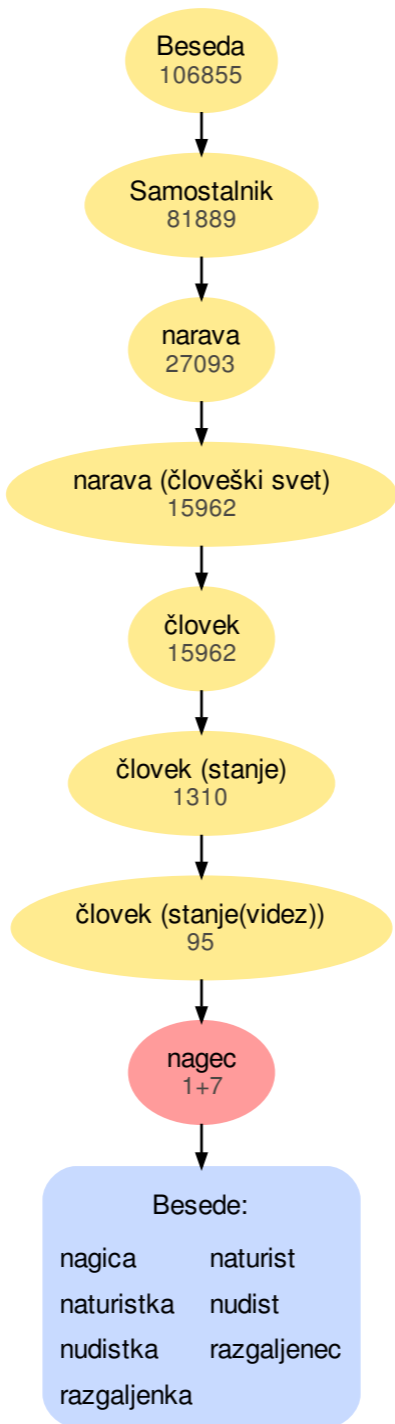 Beseda
106855
Samostalnik
81889
narava
27093
narava (človeški svet)
15962
človek
15962
človek (stanje)
1310
človek (stanje(videz))
95
nagec
1+7
Besede:
nagica naturist
naturistka nudist
nudistka razgaljenec
razgaljenka